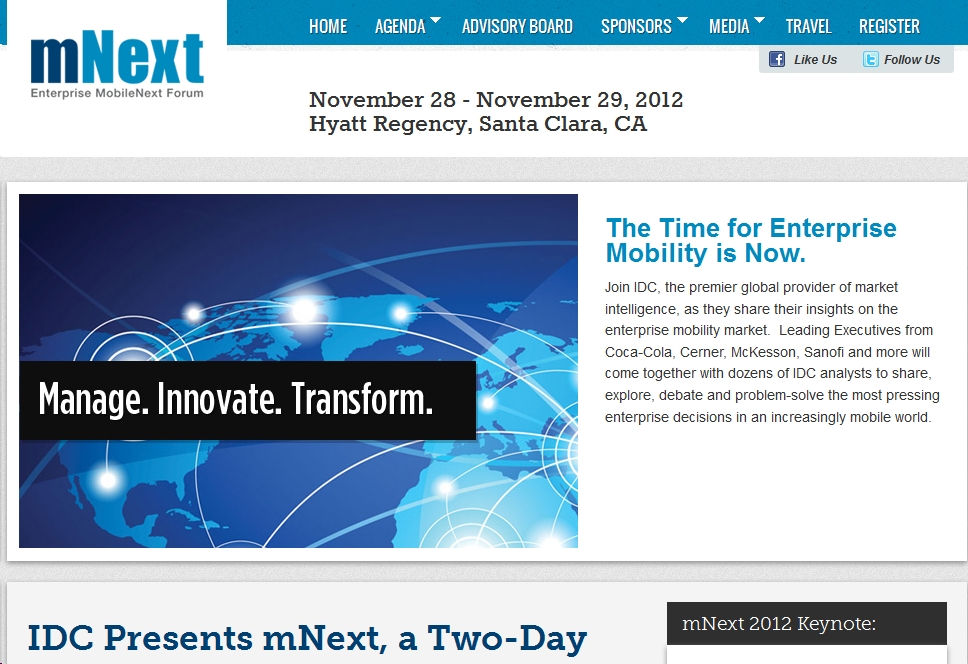 HOME AGENDA ADVISORY BOARD SPONSORS MEDIA TRAVEL REGISTER
mNext
Enterprise MobileNext Forum
f Like Us t Follow Us
November 28 - November 29, 2012
Hyatt Regency, Santa Clara, CA
Manage. Innovate. Transform.
The Time for Enterprise
Mobility is Now.
Join IDC, the premier global provider of market
intelligence, as they share their insights on the
enterprise mobility market. Leading Executives from
Coca-Cola, Cerner, McKesson, Sanofi and more will
come together with dozens of IDC analysts to share,
explore, debate and problem-solve the most pressing
enterprise decisions in an increasingly mobile world.
IDC Presents mNext, a Two-Day
mNext 2012 Keynote: